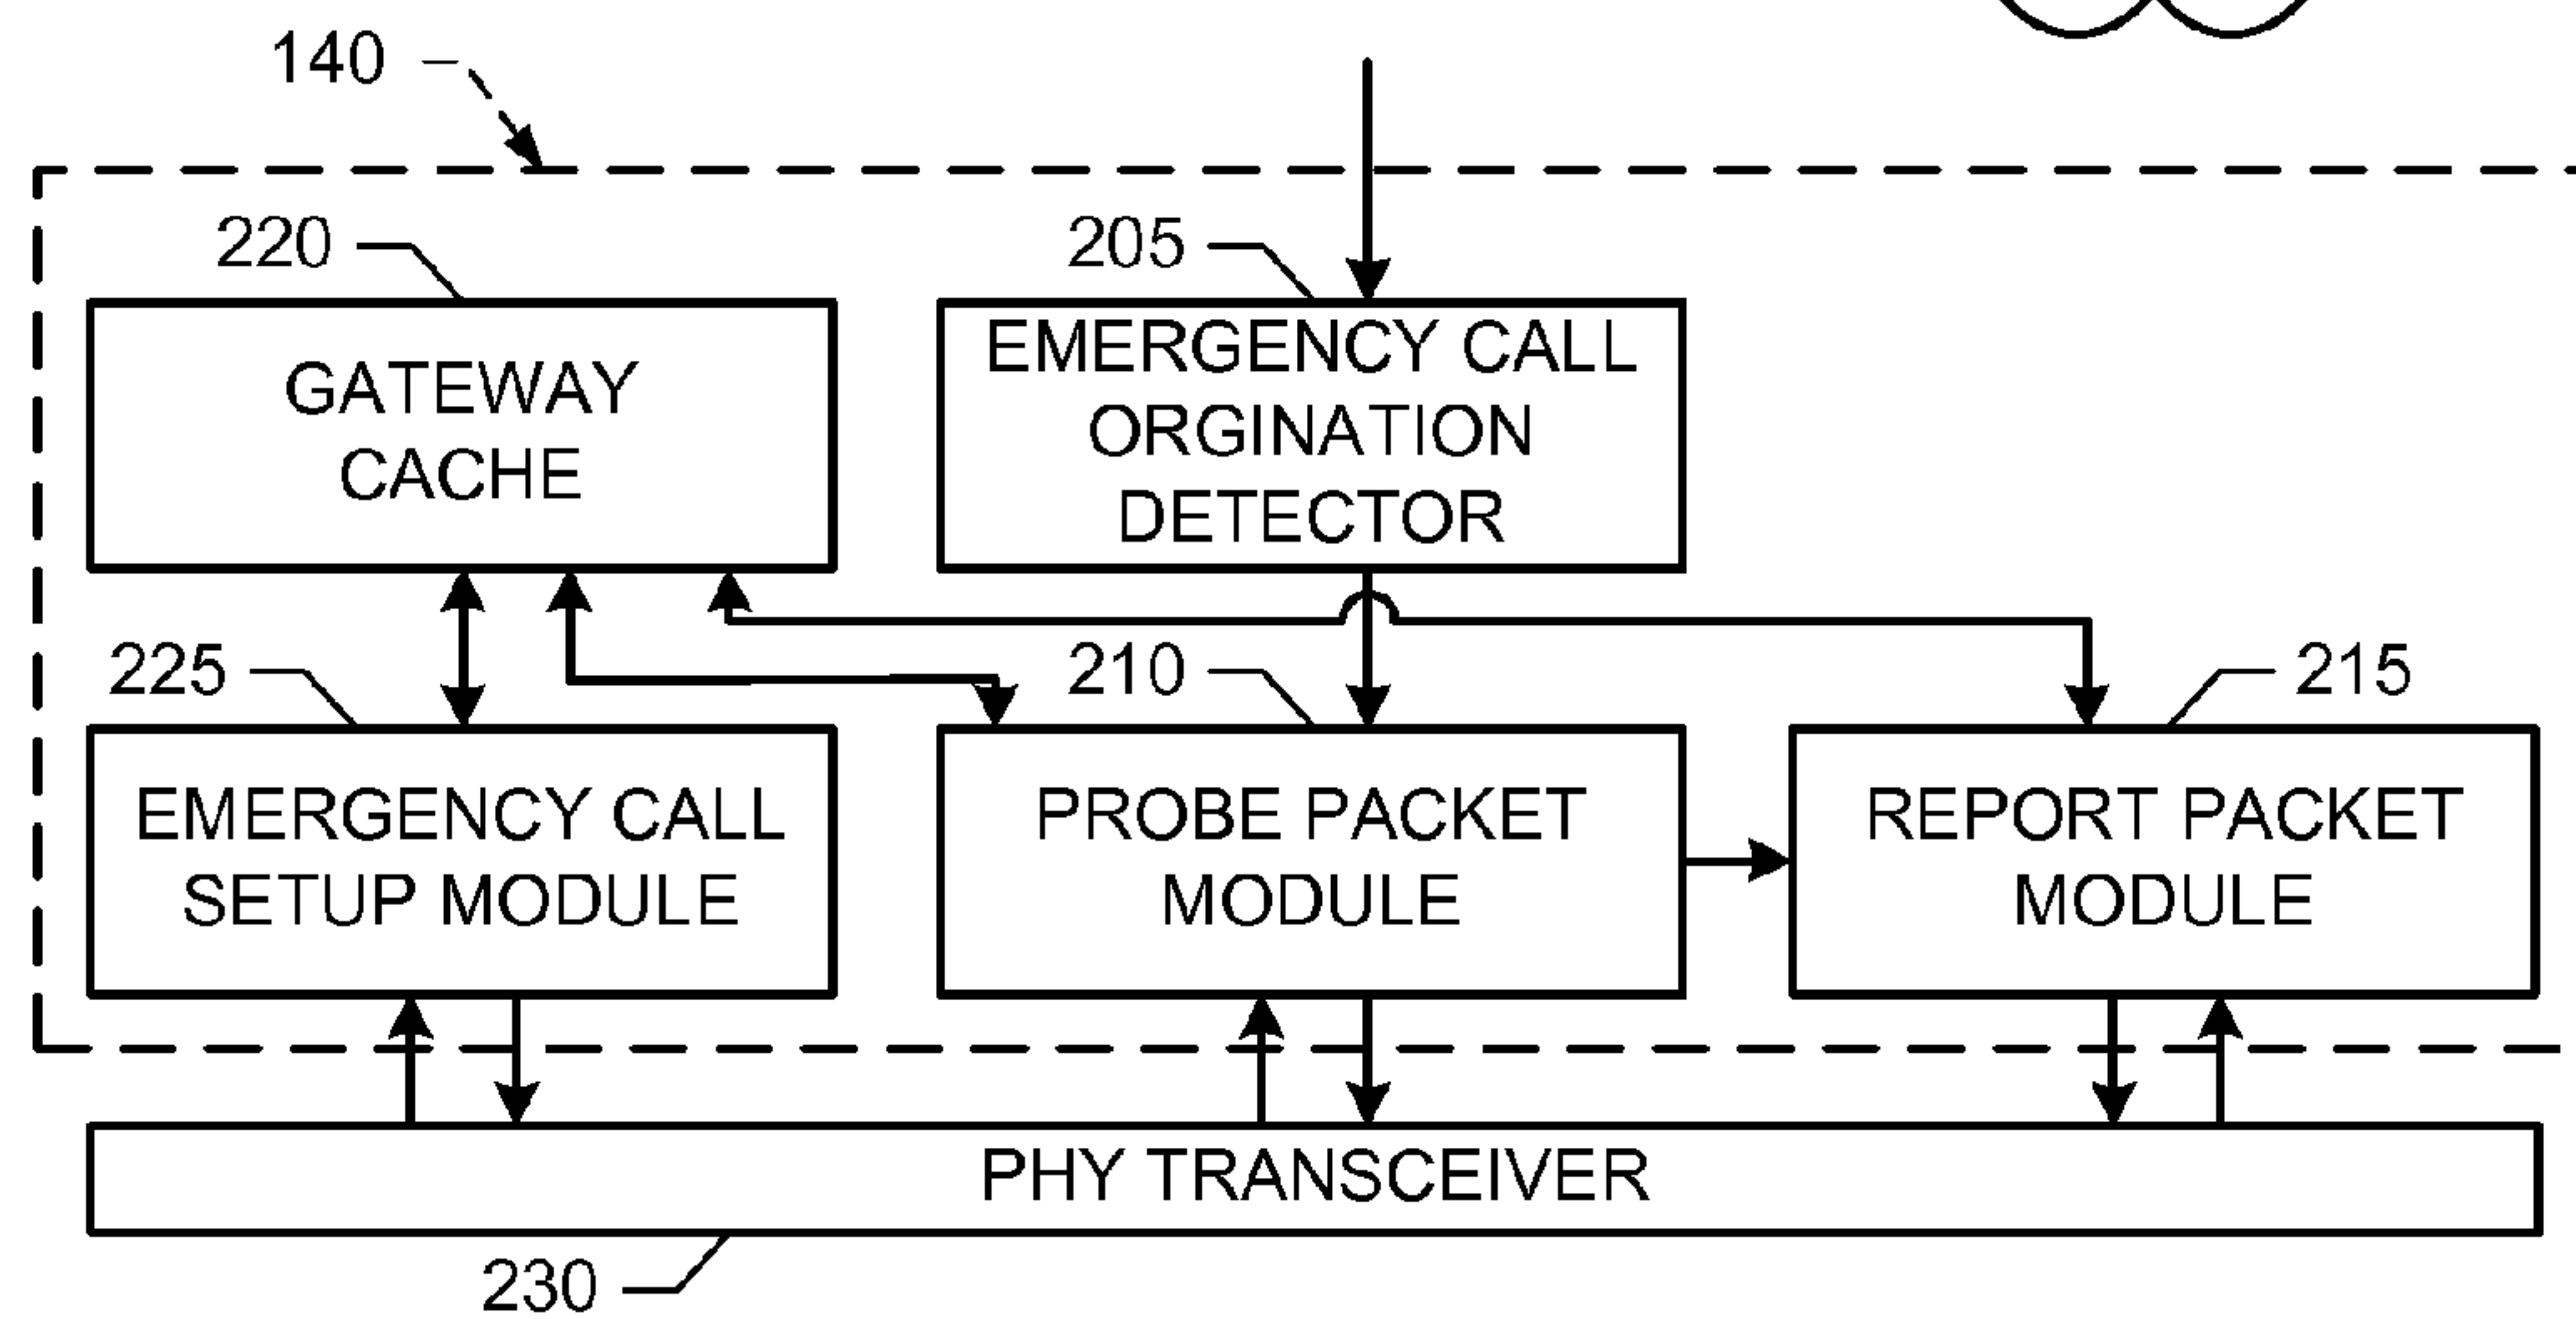 140
220
205
GATEWAY
CACHE
EMERGENCY CALL
ORGINATION
DETECTOR
225
210
215
EMERGENCY CALL
SETUP MODULE
PROBE PACKET
MODULE
REPORT PACKET
MODULE
PHY TRANSCEIVER
230